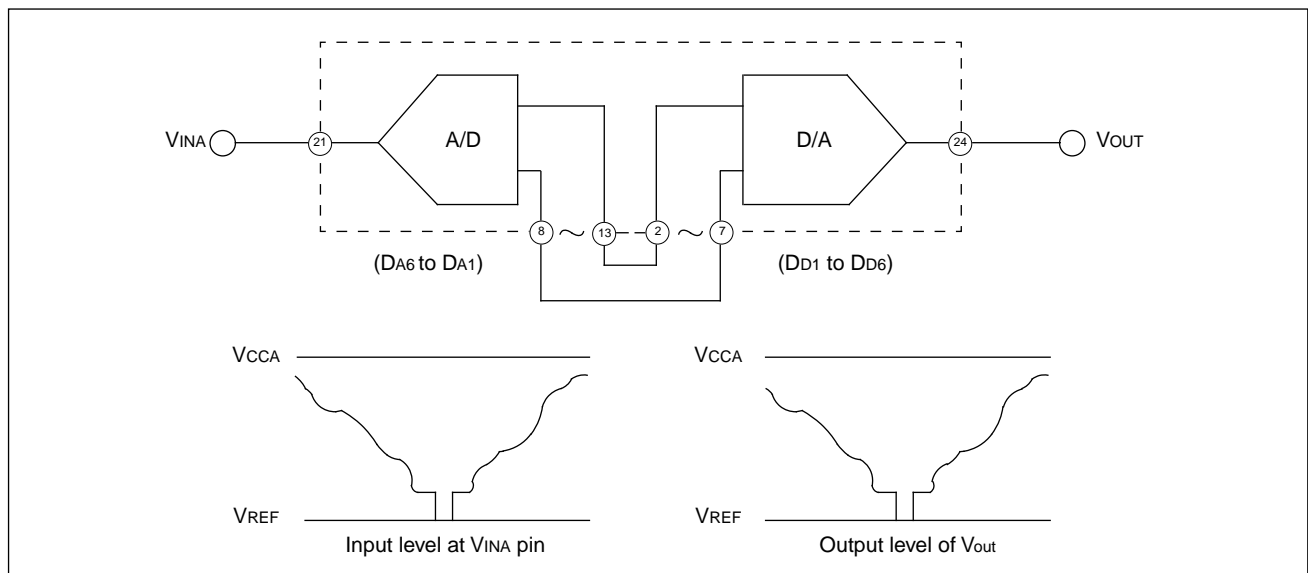 VINA 21 A/D D/A 24 VOUT
8 ~ 13 2 ~ 7
(DA6 to DA1) (DD1 to DD6)
VCCA VCCA
VREF VREF
Input level at VINA pin Output level of Vout